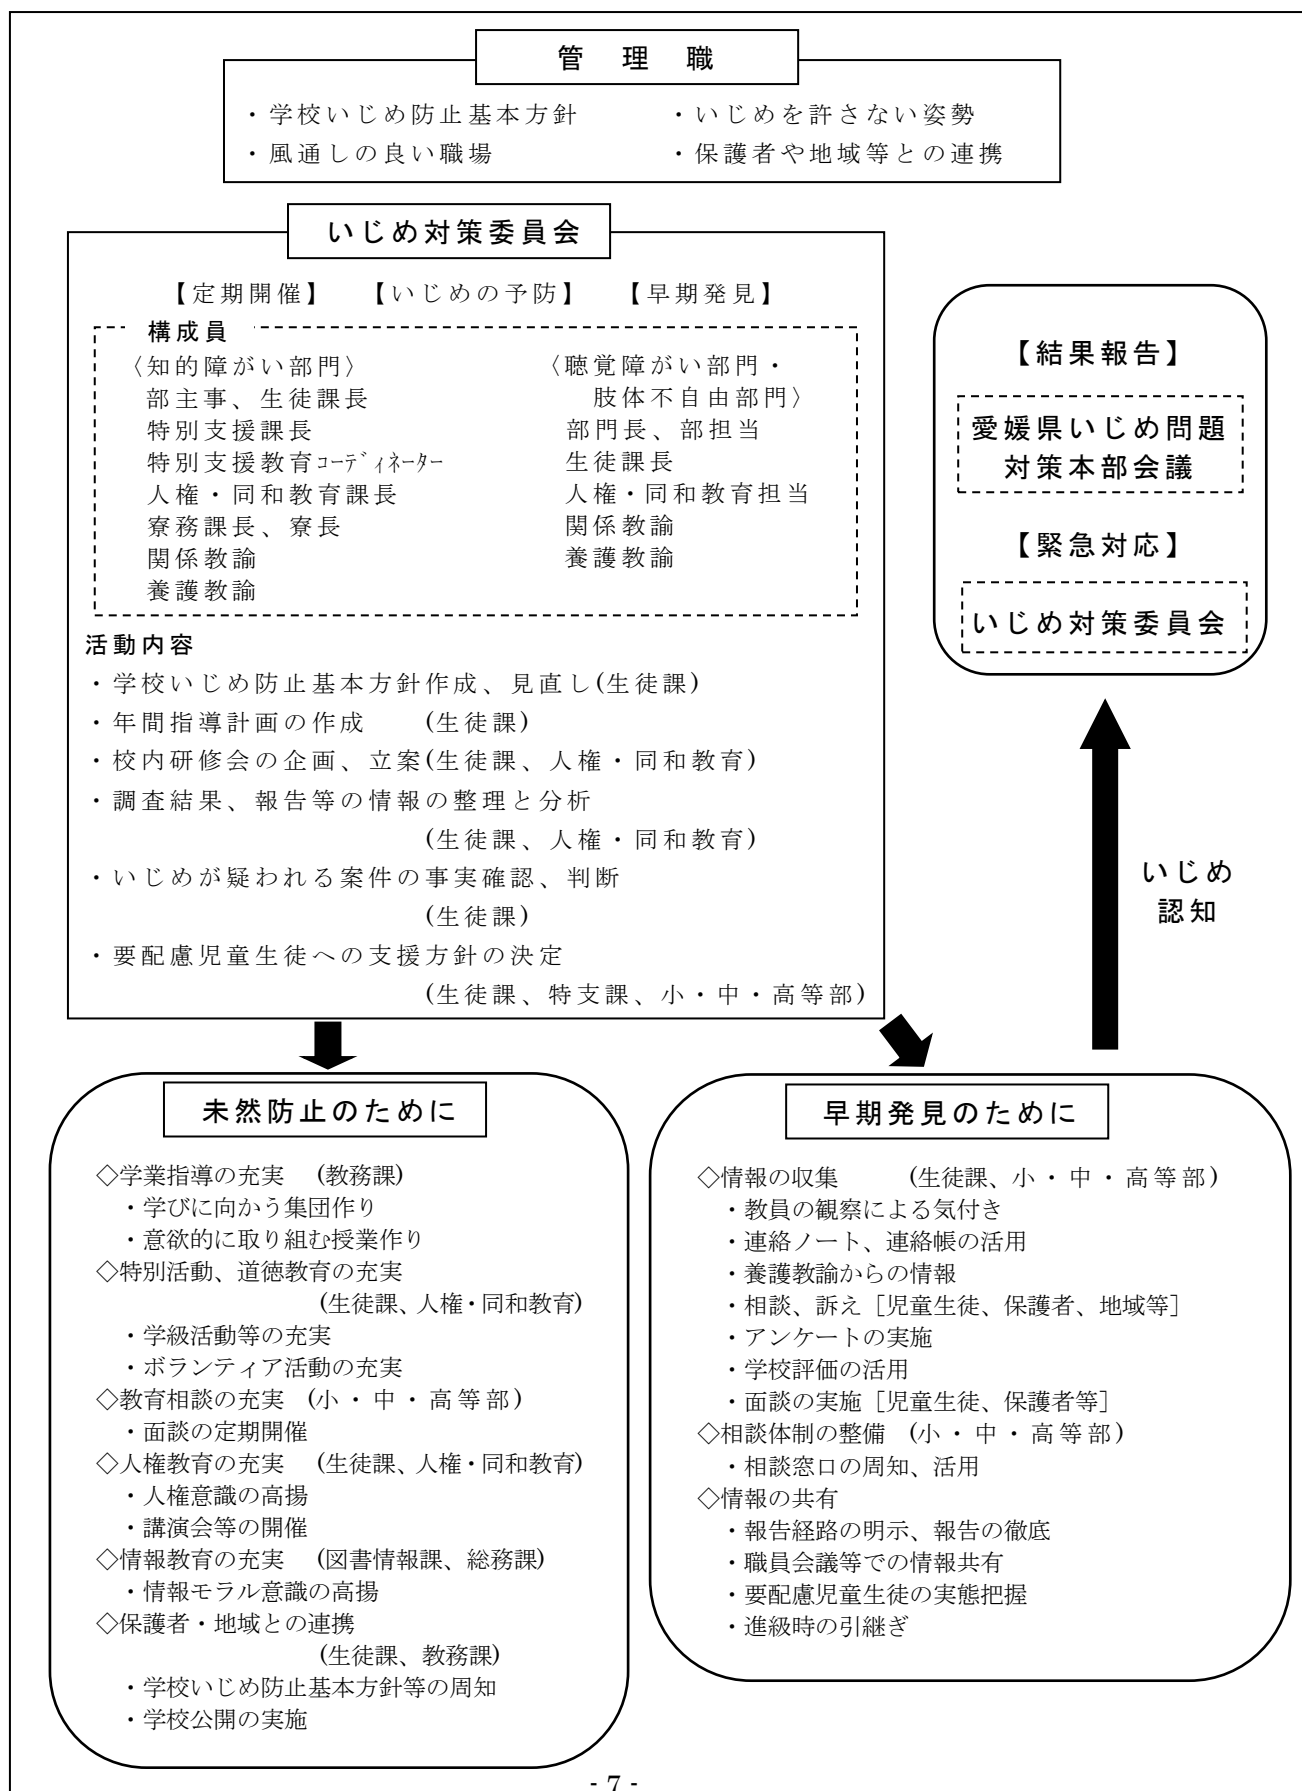 管 理 職
・学校いじめ防止基本方針 ・いじめを許さない姿勢
・風通しの良い職場 ・保護者や地域等との連携
いじめ対策委員会
【定期開催】 【いじめの予防】 【早期発見】
構成員
〈知的障がい部門〉
部主事、生徒課長
特別支援課長
特別支援教育ｺｰﾃﾞｨﾈｰﾀｰ
人権・同和教育課長
寮務課長、寮長
関係教諭
養護教諭
〈聴覚障がい部門・
肢体不自由部門〉
部門長、部担当
生徒課長
人権・同和教育担当
関係教諭
養護教諭
活動内容
・学校いじめ防止基本方針作成、見直し(生徒課)
・年間指導計画の作成 (生徒課)
・校内研修会の企画、立案(生徒課、人権・同和教育)
・調査結果、報告等の情報の整理と分析
(生徒課、人権・同和教育)
・いじめが疑われる案件の事実確認、判断
(生徒課)
・要配慮児童生徒への支援方針の決定
(生徒課、特支課、小・中・高等部)
【結果報告】
愛媛県いじめ問題
対策本部会議
【緊急対応】
いじめ対策委員会
いじめ
認知
未然防止のために
◇学業指導の充実 (教務課)
・学びに向かう集団作り
・意欲的に取り組む授業作り
◇特別活動、道徳教育の充実
(生徒課、人権・同和教育)
・学級活動等の充実
・ボランティア活動の充実
◇教育相談の充実 (小・中・高等部)
・面談の定期開催
◇人権教育の充実 (生徒課、人権・同和教育)
・人権意識の高揚
・講演会等の開催
◇情報教育の充実 (図書情報課、総務課)
・情報モラル意識の高揚
◇保護者・地域との連携
(生徒課、教務課)
・学校いじめ防止基本方針等の周知
・学校公開の実施
早期発見のために
◇情報の収集 (生徒課、小・中・高等部)
・教員の観察による気付き
・連絡ノート、連絡帳の活用
・養護教諭からの情報
・相談、訴え［児童生徒、保護者、地域等］
・アンケートの実施
・学校評価の活用
・面談の実施［児童生徒、保護者等］
◇相談体制の整備 (小・中・高等部)
・相談窓口の周知、活用
◇情報の共有
・報告経路の明示、報告の徹底
・職員会議等での情報共有
・要配慮児童生徒の実態把握
・進級時の引継ぎ
- 7 -